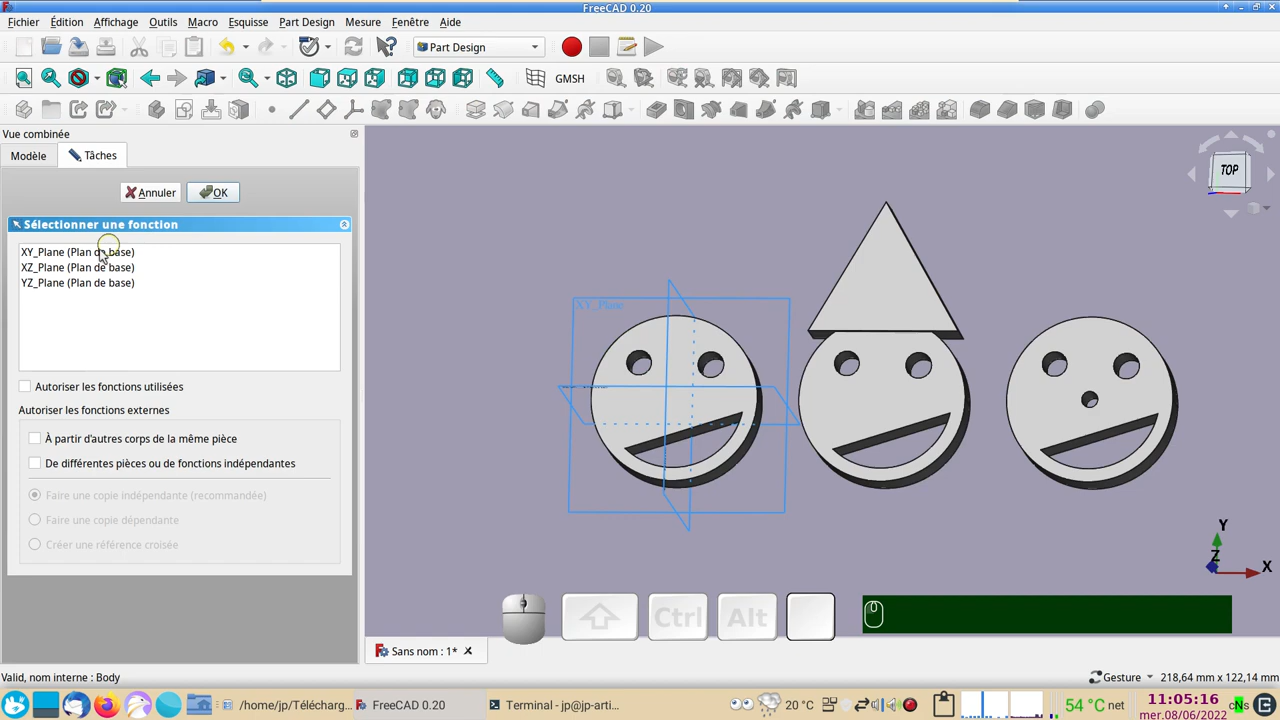 FreeCAD 0.20
Fichier Édition Affichage Outils Macro Esquisse Part Design Mesure Fenêtre Aide
Part Design
GMSH
Vue combinée
Modèle Tâches
Annuler OK
Sélectionner une fonction
XY_Plane (Plan de base)
XZ_Plane (Plan de base)
YZ_Plane (Plan de base)
Autoriser les fonctions utilisées
Autoriser les fonctions externes
À partir d'autres corps de la même pièce
De différentes pièces ou de fonctions indépendantes
Faire une copie indépendante (recommandée)
Faire une copie dépendante
Créer une référence croisée
XY_Plane
TOP
Y
Z
X
Ctrl Alt
Sans nom : 1*
Valid, nom interne : Body
Gesture 218,64 mm x 122,14 mm
/home/jp/Télécharg... FreeCAD 0.20 Terminal - jp@jp-arti... 20 °C 54 °C net 11:05:16
mer.08/06/2022